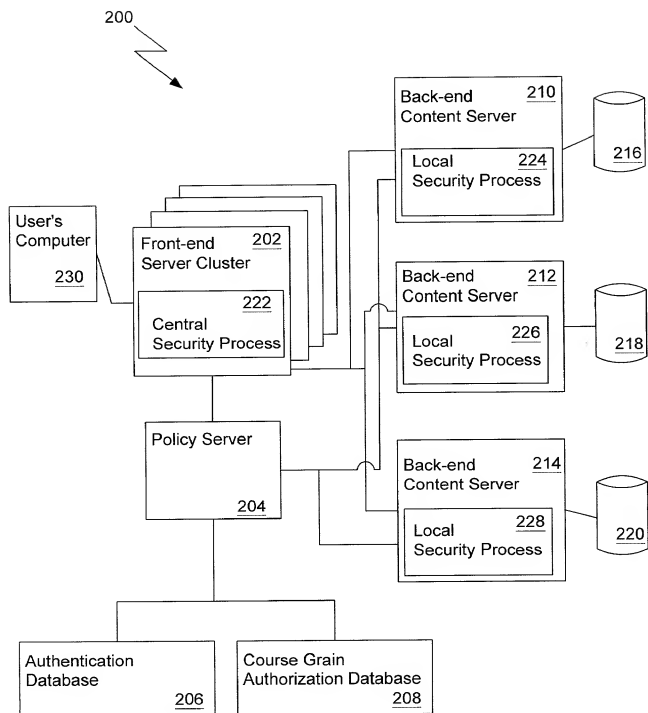 200
Back-end 210
Content Server
Local 224
Security Process
216
User's
Computer
230
Front-end 202
Server Cluster
222
Central
Security Process
Back-end 212
Content Server
226
Local
Security Process
218
Policy Server
204
Back-end 214
Content Server
228
Local
Security Process
220
Authentication
Database
206
Course Grain
Authorization Database
208